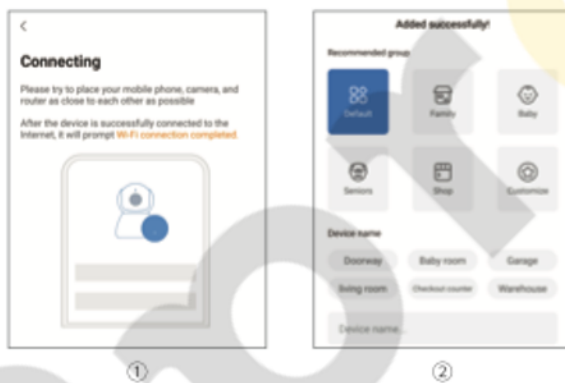 Connecting
Please try to place your mobile phone, camera, and
router as close to each other as possible
After the device is successfully connected to the
Internet, it will prompt Wi-Fi connection completed.
①
Added successfully!
Recommended group
Default Family Baby
Seniors Shop Customize
Device name
Doorway Baby room Garage
living room Checkout counter Warehouse
Device name...
②